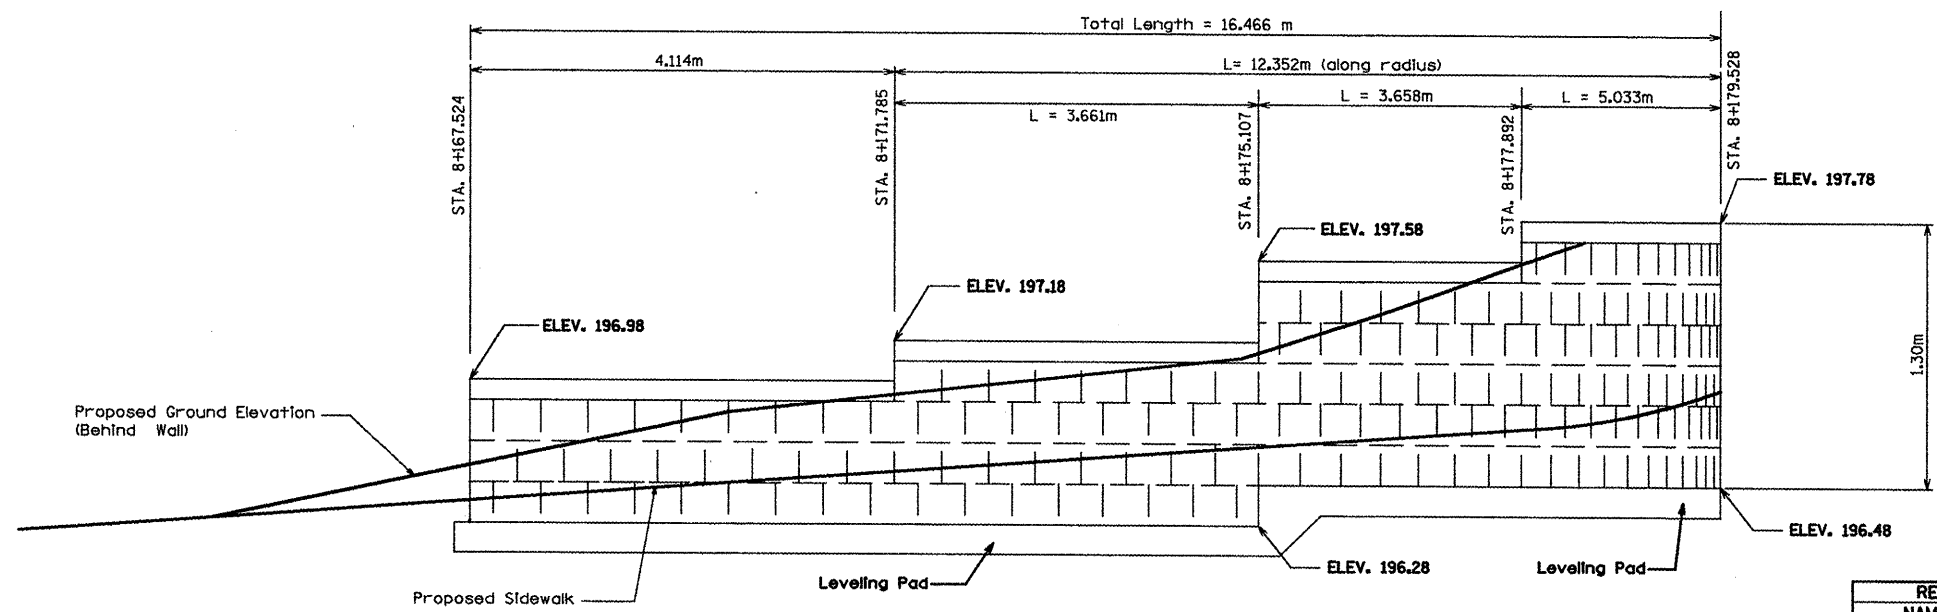 Total Length = 16.466 m
4.114m
L= 12.352m (along radius)
L = 3.661m
L = 3.658m
L = 5.033m
STA. 8+167.524
STA. 8+171.785
STA. 8+175.107
STA. 8+177.892
STA. 8+179.528
ELEV. 197.78
ELEV. 197.58
ELEV. 197.18
ELEV. 196.98
1.30m
Proposed Ground Elevation
(Behind Wall)
ELEV. 196.48
ELEV. 196.28
Leveling Pad
Leveling Pad
Proposed Sidewalk
RE
NAM